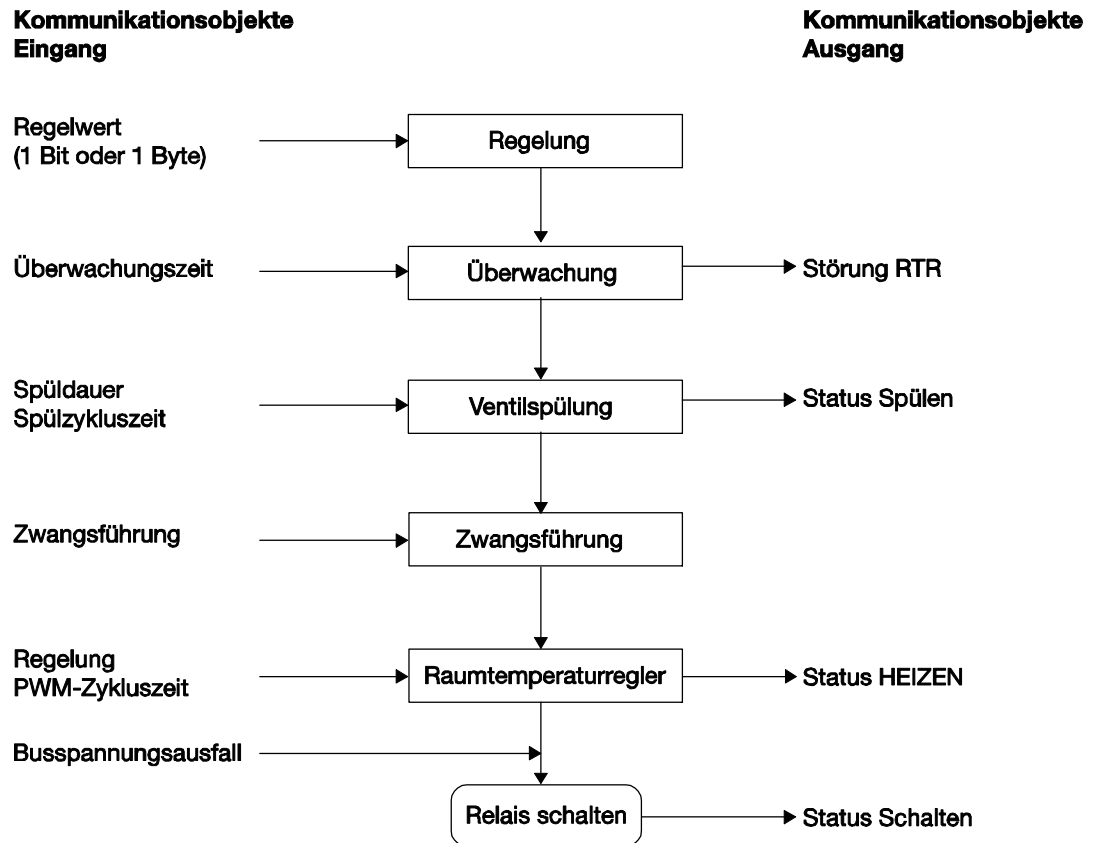 Kommunikationsobjekte
Eingang
Kommunikationsobjekte
Ausgang
Regelwert
(1 Bit oder 1 Byte)
Regelung
Überwachungszeit
Überwachung
Störung RTR
Spüldauer
Spülzykluszeit
Ventilspülung
Status Spülen
Zwangsführung
Zwangsführung
Regelung
PWM-Zykluszeit
Raumtemperaturregler
Status HEIZEN
Busspannungsausfall
Relais schalten
Status Schalten